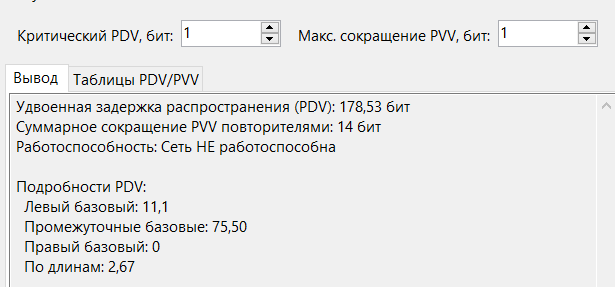 Критический PDV, бит: 1 Макс. сокращение PVV, бит: 1
Вывод Таблицы PDV/PVV
Удвоенная задержка распространения (PDV): 178,53 бит
Суммарное сокращение PVV повторителями: 14 бит
Работоспособность: Сеть НЕ работоспособна
Подробности PDV:
Левый базовый: 11,1
Промежуточные базовые: 75,50
Правый базовый: 0
По длинам: 2,67